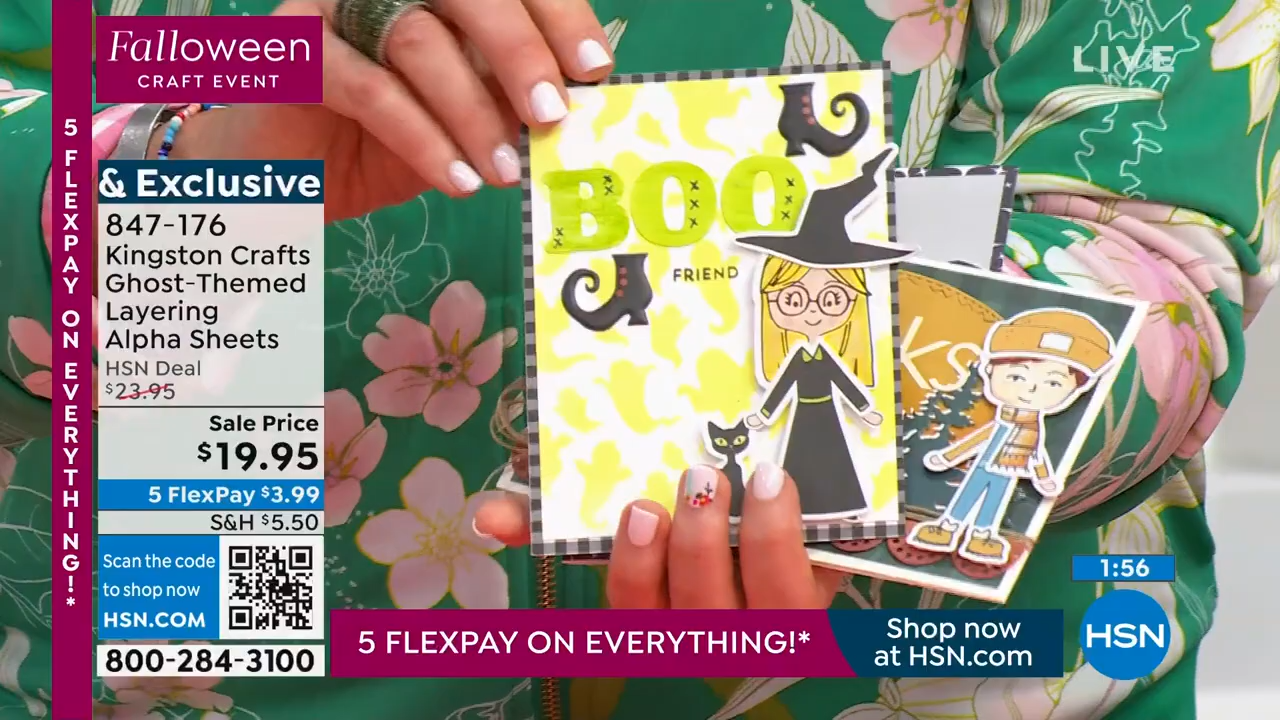 Falloween
CRAFT EVENT
5 FLEXPAY ON EVERYTHING!*
& Exclusive
847-176
Kingston Crafts
Ghost-Themed
Layering
Alpha Sheets
HSN Deal
$23.95
Sale Price
$19.95
5 FlexPay $3.99
S&H $5.50
Scan the code
to shop now
HSN.COM
800-284-3100
LIVE
BOO
FRIEND
ks
1:56
5 FLEXPAY ON EVERYTHING!*
Shop now
at HSN.com
HSN